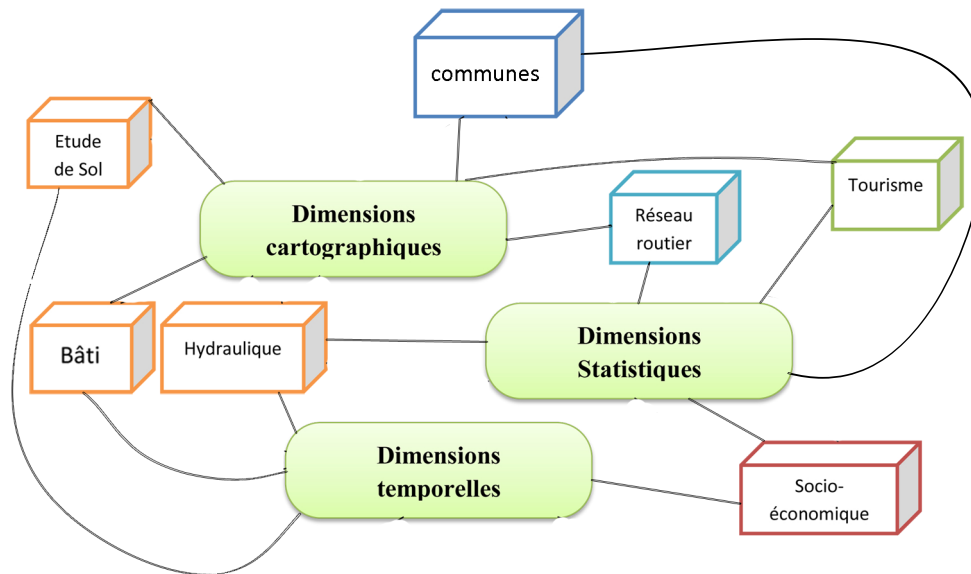 communes
Etude
de Sol
Tourisme
Dimensions
cartographiques
Réseau
routier
Bâti
Hydraulique
Dimensions
Statistiques
Dimensions
temporelles
Socio-
économique